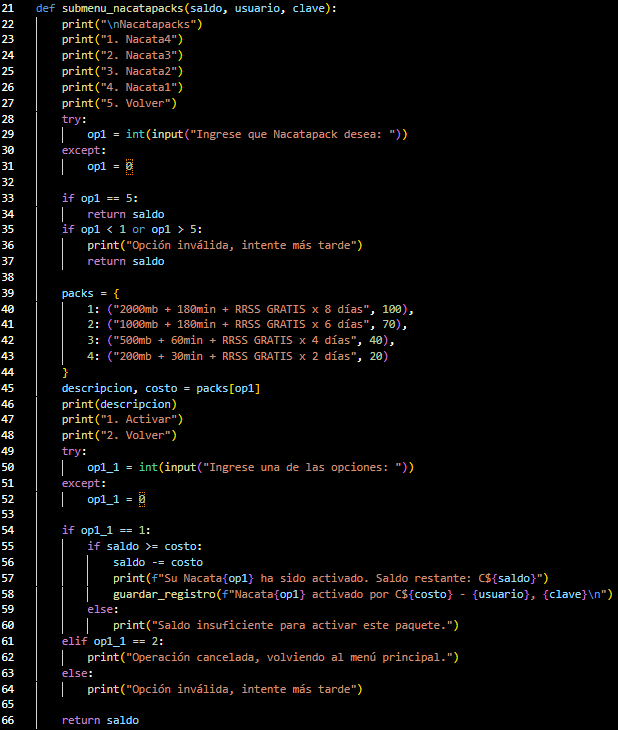 21 def submenu_nacatapacks(saldo, usuario, clave):
22     print("\nNacatapacks")
23     print("1. Nacata4")
24     print("2. Nacata3")
25     print("3. Nacata2")
26     print("4. Nacata1")
27     print("5. Volver")
28     try:
29         op1 = int(input("Ingrese que Nacatapack desea: "))
30     except:
31         op1 = 0
32
33     if op1 == 5:
34         return saldo
35     if op1 < 1 or op1 > 5:
36         print("Opción inválida, intente más tarde")
37         return saldo
38
39     packs = {
40         1: ("2000mb + 180min + RRSS GRATIS x 8 días", 100),
41         2: ("1000mb + 180min + RRSS GRATIS x 6 días", 70),
42         3: ("500mb + 60min + RRSS GRATIS x 4 días", 40),
43         4: ("200mb + 30min + RRSS GRATIS x 2 días", 20)
44     }
45     descripcion, costo = packs[op1]
46     print(descripcion)
47     print("1. Activar")
48     print("2. Volver")
49     try:
50         op1_1 = int(input("Ingrese una de las opciones: "))
51     except:
52         op1_1 = 0
53
54     if op1_1 == 1:
55         if saldo >= costo:
56             saldo -= costo
57             print(f"Su Nacata{op1} ha sido activado. Saldo restante: C${saldo}")
58             guardar_registro(f"Nacata{op1} activado por C${costo} - {usuario}, {clave}\n")
59         else:
60             print("Saldo insuficiente para activar este paquete.")
61     elif op1_1 == 2:
62         print("Operación cancelada, volviendo al menú principal.")
63     else:
64         print("Opción inválida, intente más tarde")
65
66     return saldo